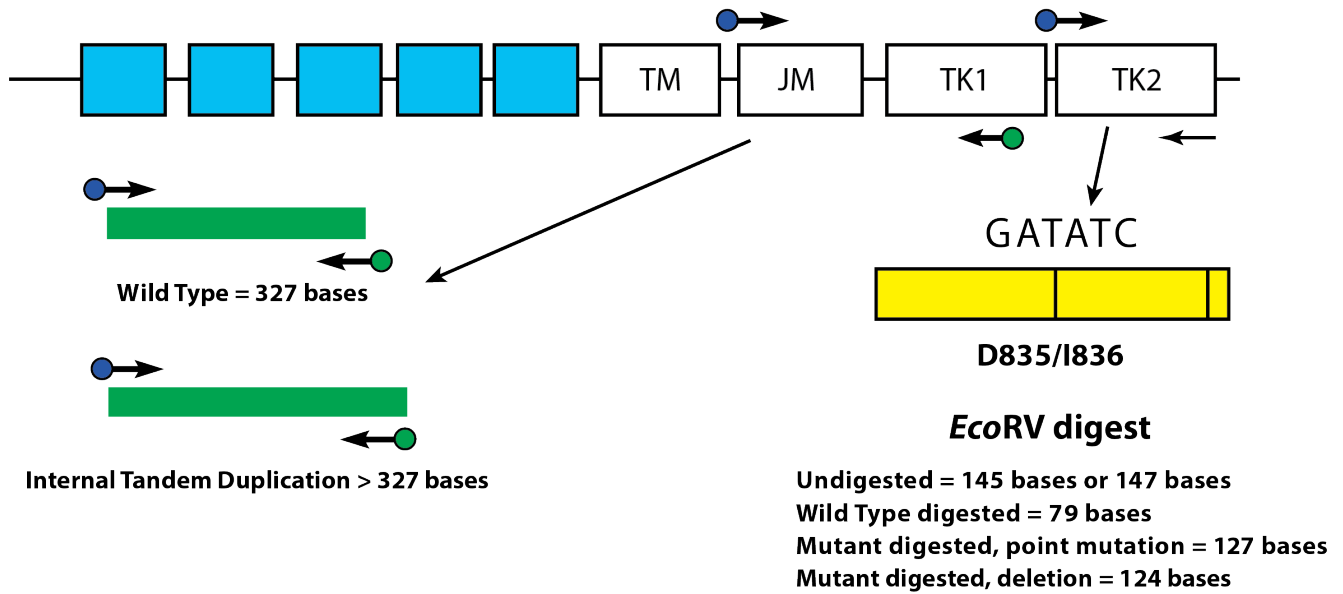 TM JM TK1 TK2
GATATC
Wild Type = 327 bases
D835/I836
EcoRV digest
Internal Tandem Duplication > 327 bases
Undigested = 145 bases or 147 bases
Wild Type digested = 79 bases
Mutant digested, point mutation = 127 bases
Mutant digested, deletion = 124 bases